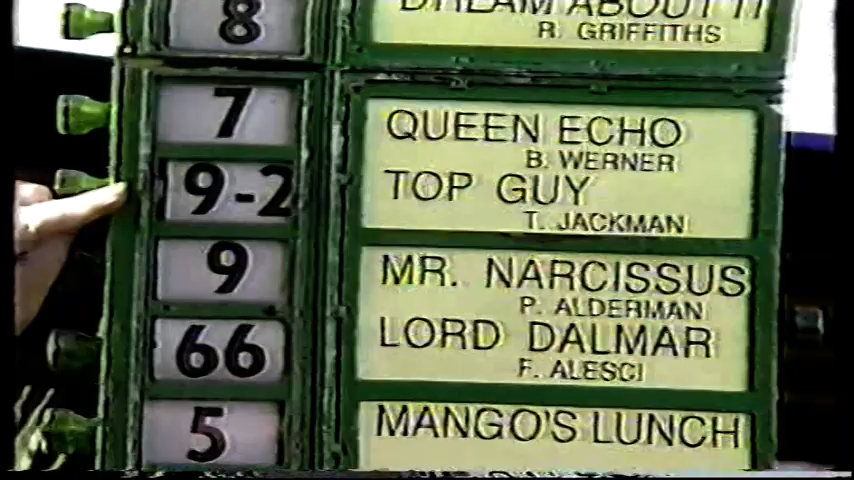 8 DREAM ABOUT IT
R. GRIFFITHS
7 QUEEN ECHO
B. WERNER
9-2 TOP GUY
T. JACKMAN
9 MR. NARCISSUS
P. ALDERMAN
66 LORD DALMAR
F. ALESCI
5 MANGO'S LUNCH